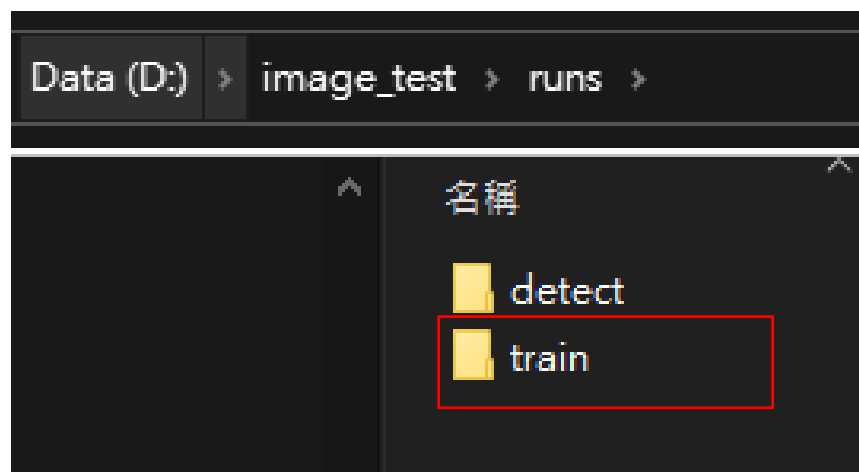 Data (D:) > image_test > runs >
名稱
detect
train